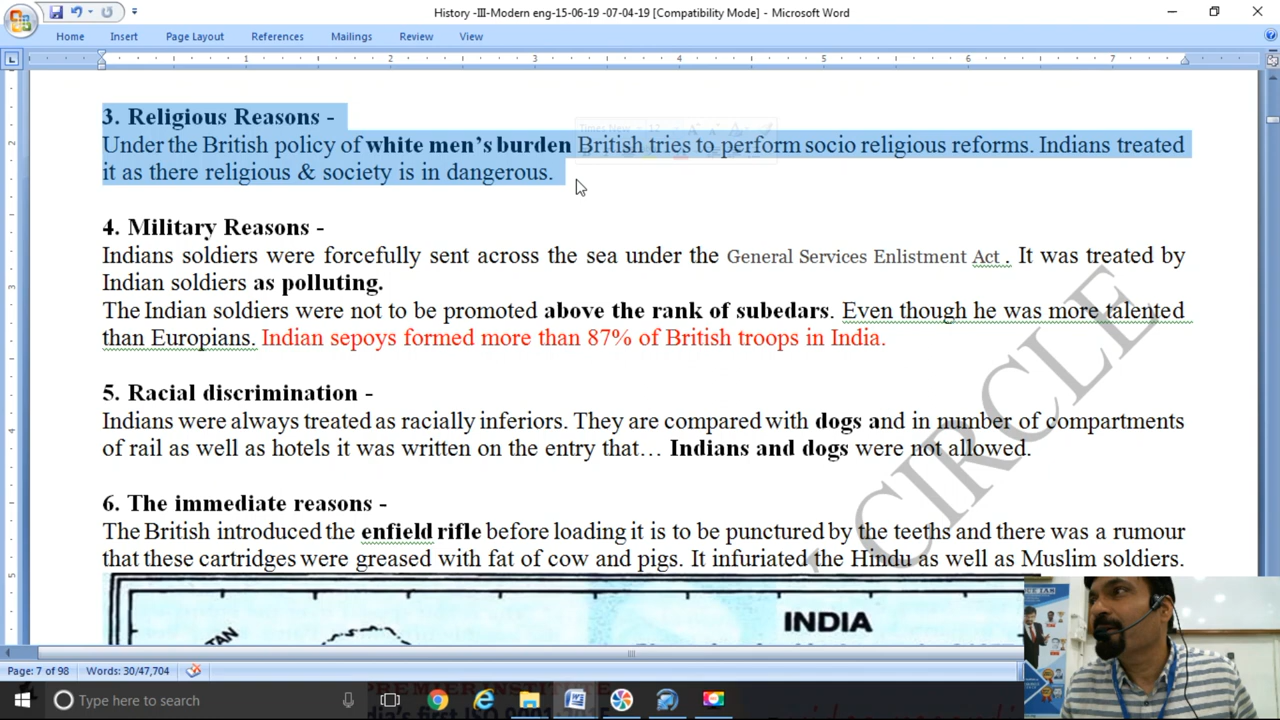 History -III-Modern eng-15-06-19 -07-04-19 [Compatibility Mode] - Microsoft Word
Home Insert Page Layout References Mailings Review View
L 1 2 3 4 5 6 7
3. Religious Reasons -
Under the British policy of white men's burden British tries to perform socio religious reforms. Indians treated
it as there religious & society is in dangerous.
4. Military Reasons -
Indians soldiers were forcefully sent across the sea under the General Services Enlistment Act . It was treated by
Indian soldiers as polluting.
The Indian soldiers were not to be promoted above the rank of subedars. Even though he was more talented
than Europians. Indian sepoys formed more than 87% of British troops in India.
5. Racial discrimination -
Indians were always treated as racially inferiors. They are compared with dogs and in number of compartments
of rail as well as hotels it was written on the entry that… Indians and dogs were not allowed.
6. The immediate reasons -
The British introduced the enfield rifle before loading it is to be punctured by the teeths and there was a rumour
that these cartridges were greased with fat of cow and pigs. It infuriated the Hindu as well as Muslim soldiers.
CIRCLE
INDIA
TAN
Page: 7 of 98 Words: 30/47,704
Type here to search